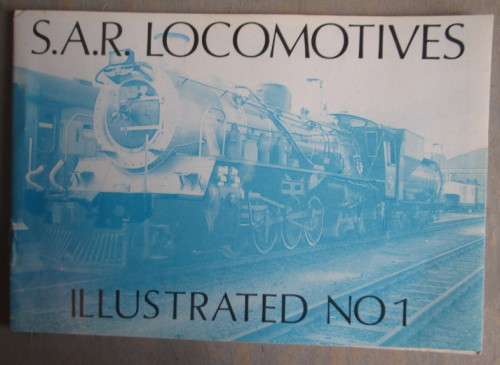 S.A.R. LOCOMOTIVES
ILLUSTRATED NO 1